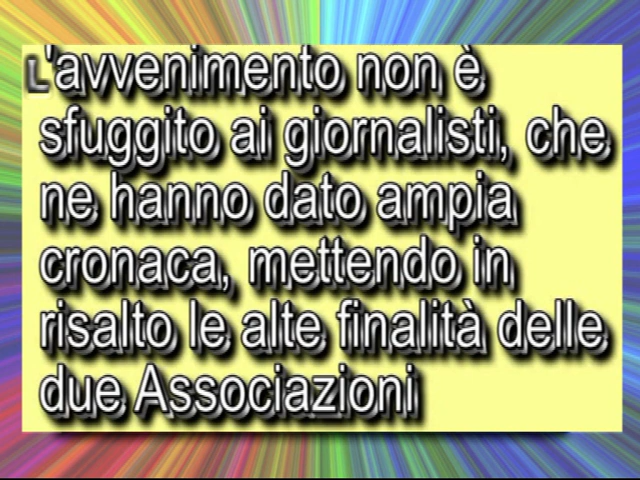 L'avvenimento non è
sfuggito ai giornalisti, che
ne hanno dato ampia
cronaca, mettendo in
risalto le alte finalità delle
due Associazioni